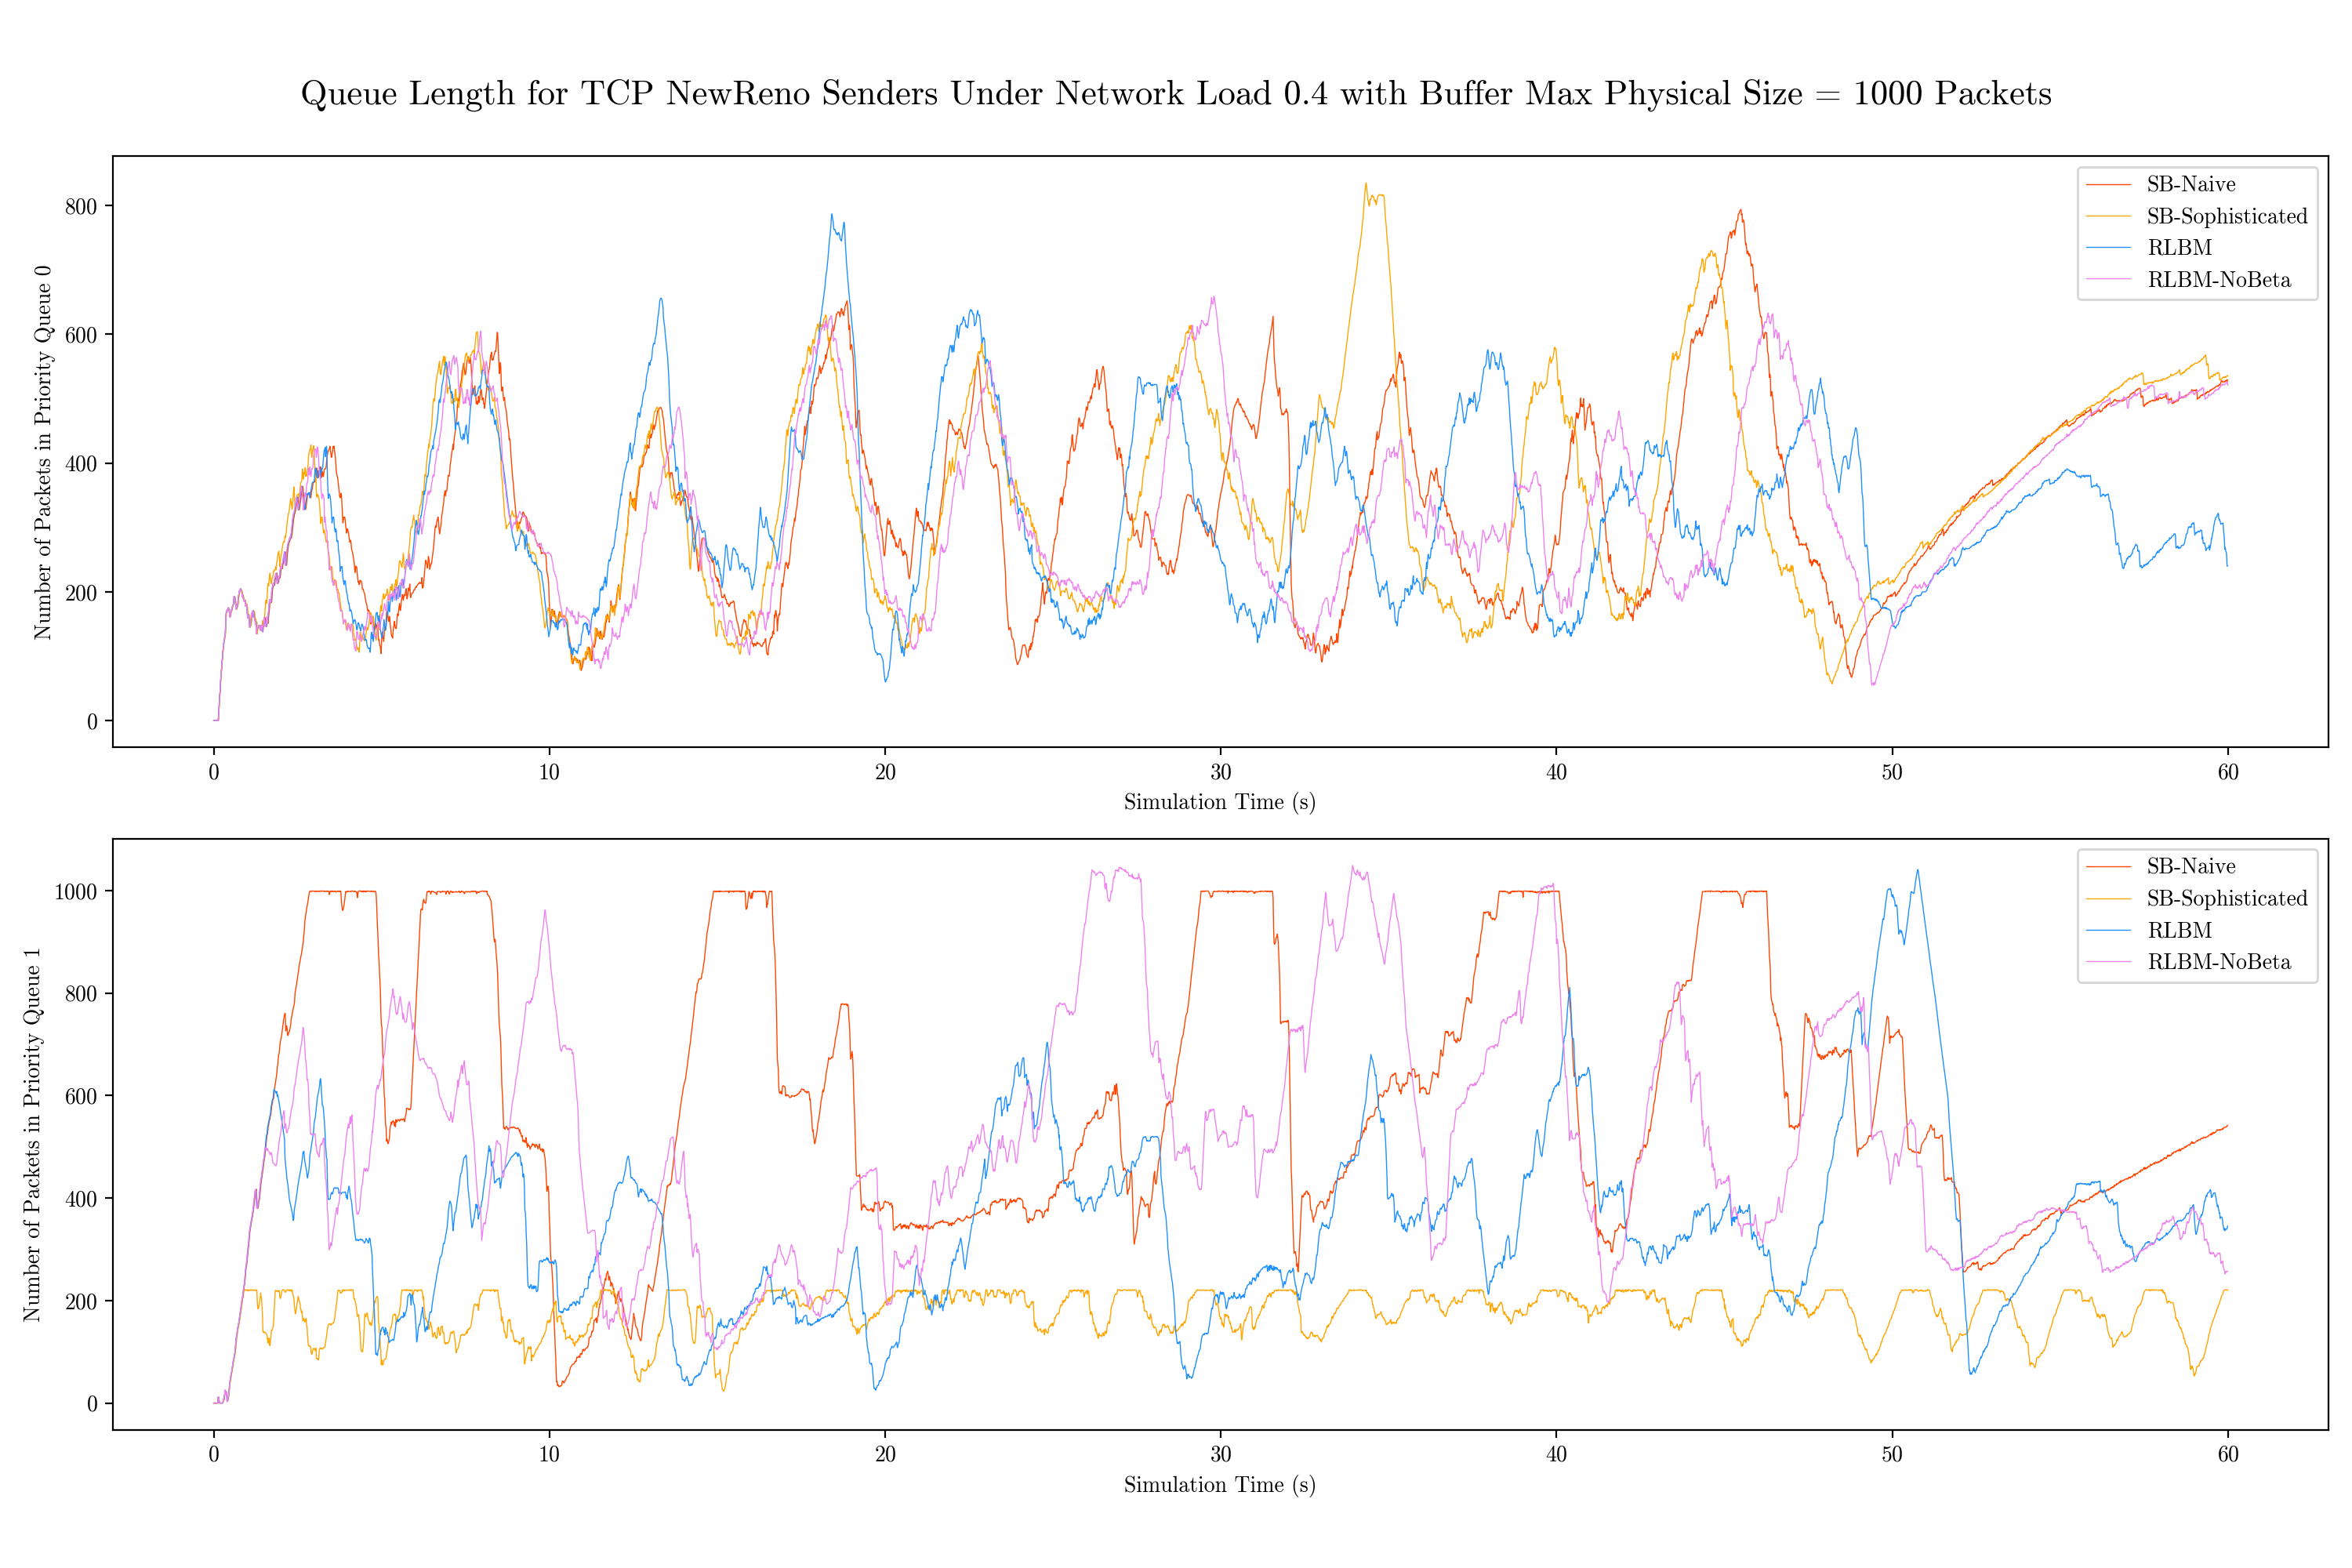 Queue Length for TCP NewReno Senders Under Network Load 0.4 with Buffer Max Physical Size = 1000 Packets
Number of Packets in Priority Queue 0
800
600
400
200
0
SB-Naive
SB-Sophisticated
RLBM
RLBM-NoBeta
0 10 20 30 40 50 60
Simulation Time (s)
Number of Packets in Priority Queue 1
1000
800
600
400
200
0
SB-Naive
SB-Sophisticated
RLBM
RLBM-NoBeta
0 10 20 30 40 50 60
Simulation Time (s)